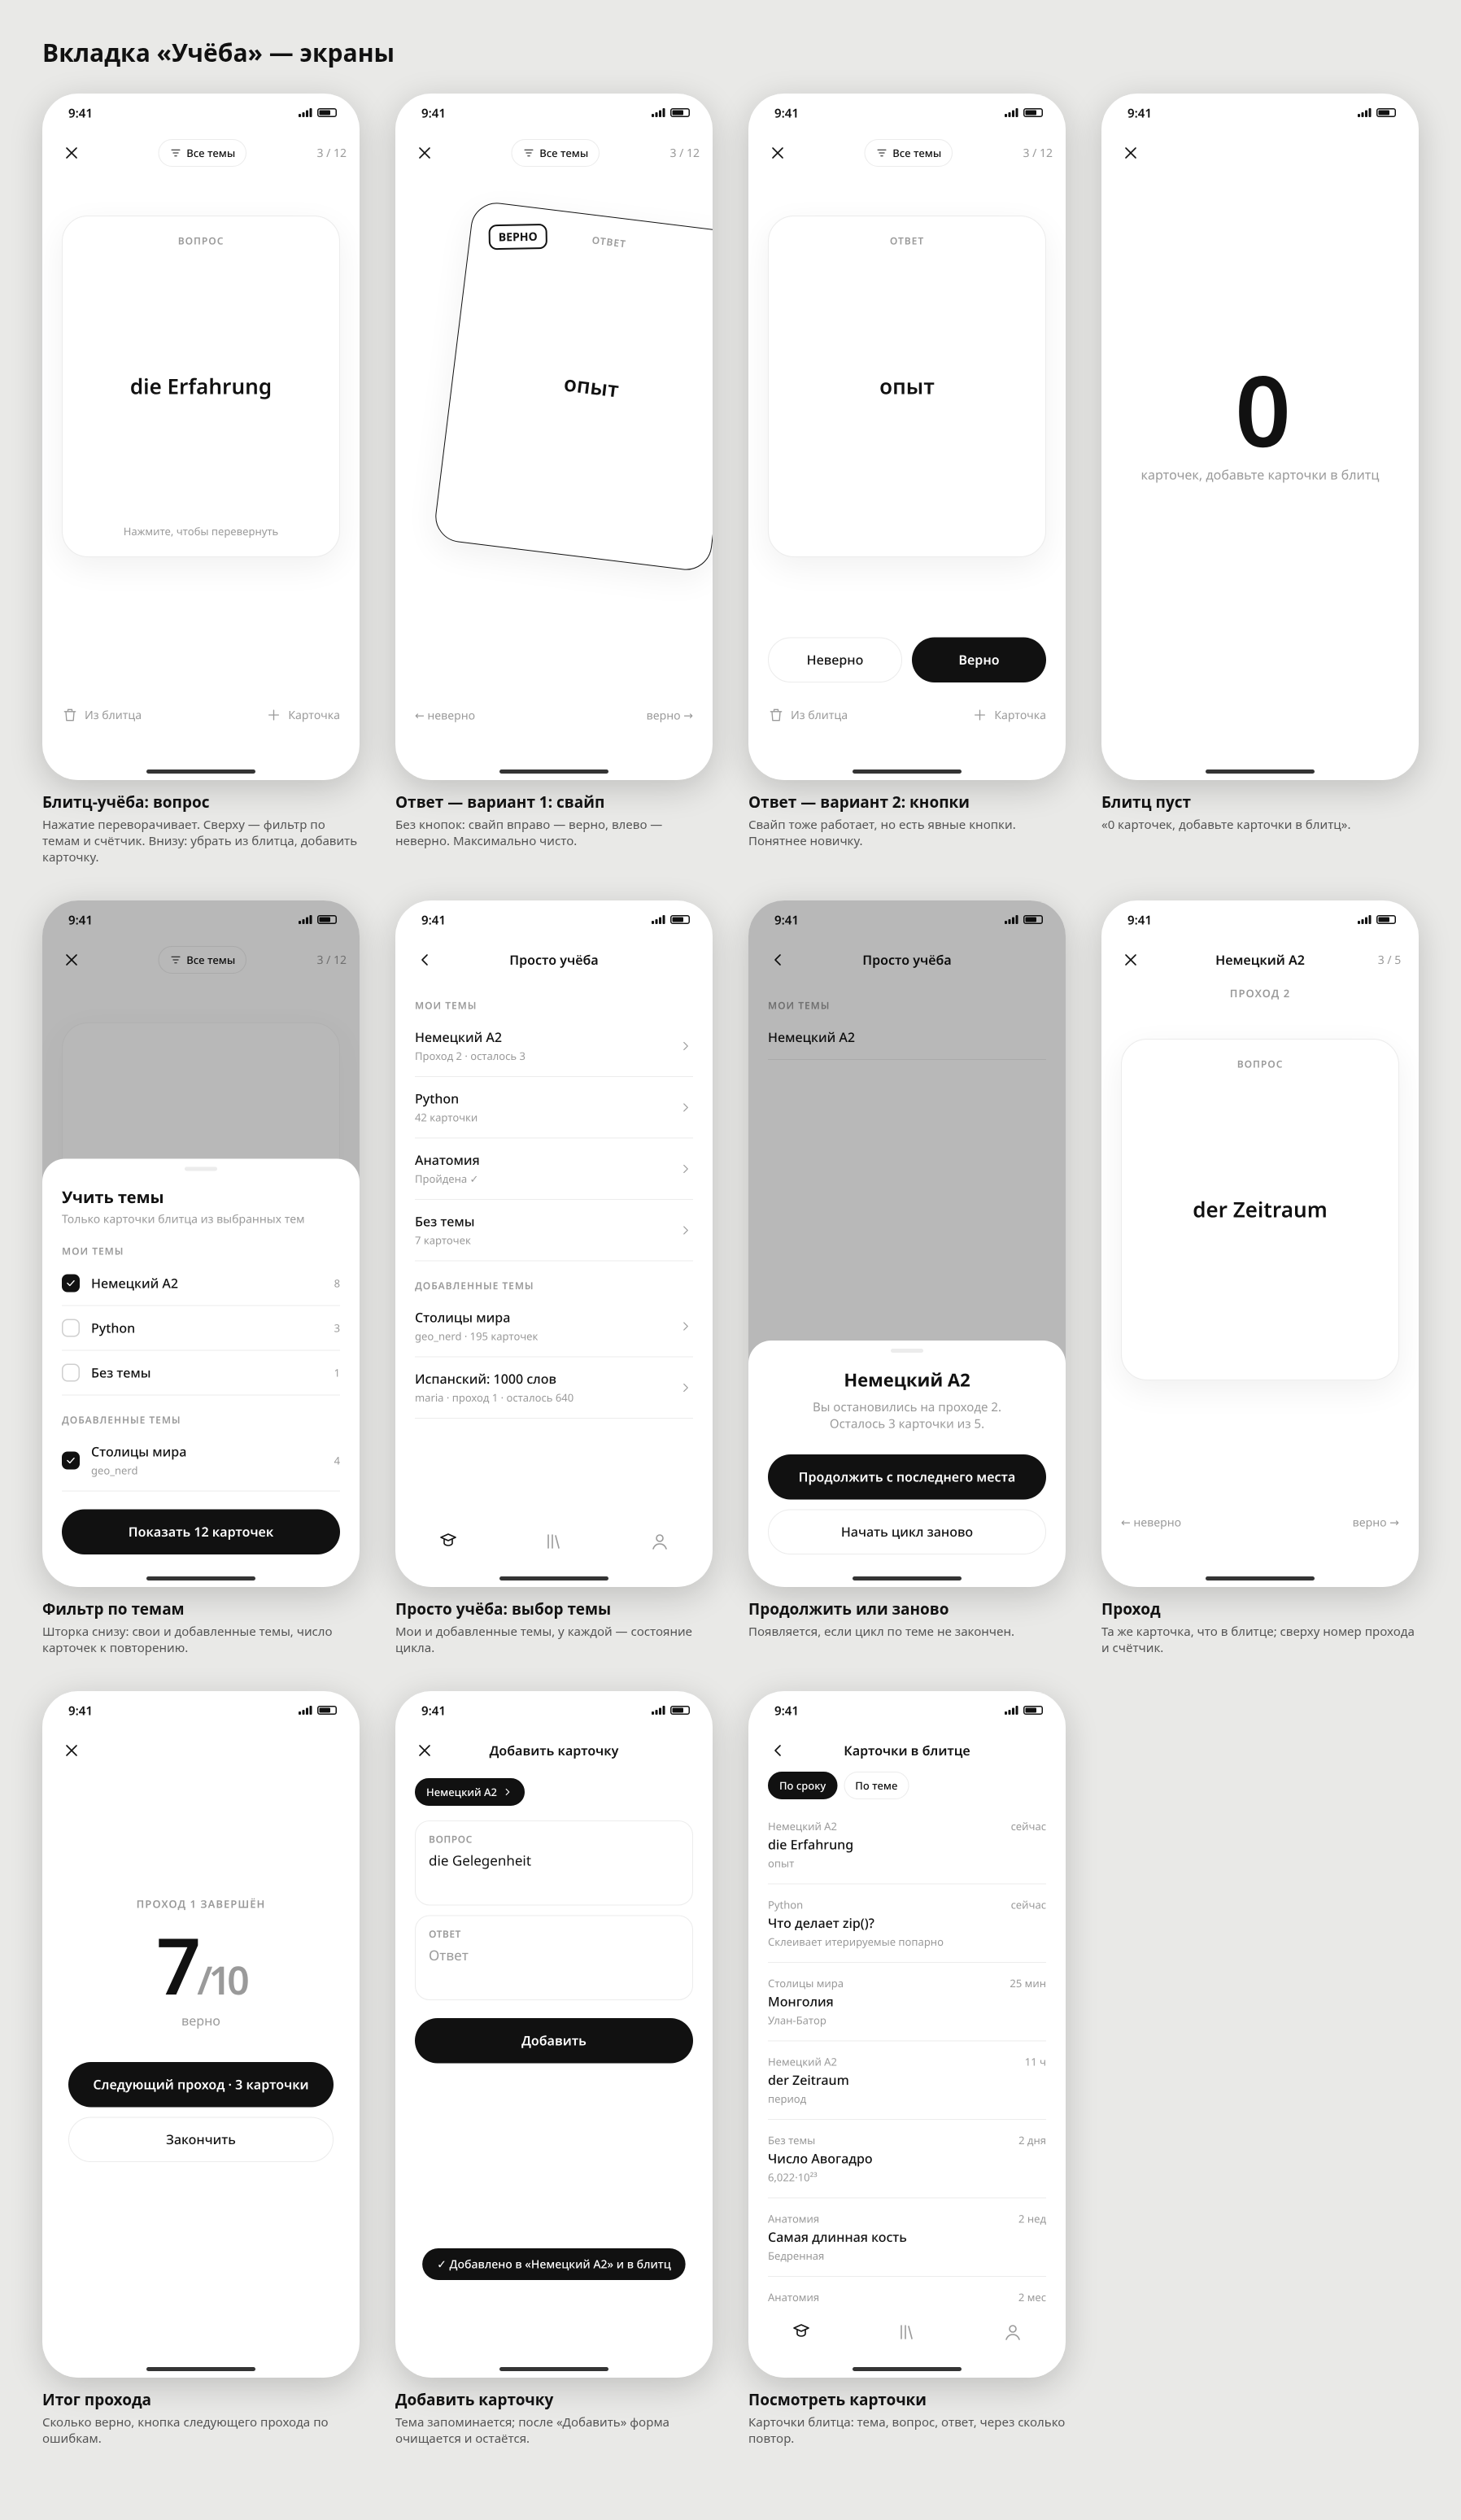 Вкладка «Учёба» — экраны
9:41
Все темы
3 / 12
ВОПРОС
die Erfahrung
Нажмите, чтобы перевернуть
Из блитца
Карточка
Блитц-учёба: вопрос
Нажатие переворачивает. Сверху — фильтр по
темам и счётчик. Внизу: убрать из блитца, добавить
карточку.
9:41
Все темы
3 / 12
ВЕРНО
ОТВЕТ
опыт
← неверно
верно →
Ответ — вариант 1: свайп
Без кнопок: свайп вправо — верно, влево —
неверно. Максимально чисто.
9:41
Все темы
3 / 12
ОТВЕТ
опыт
Неверно
Верно
Из блитца
Карточка
Ответ — вариант 2: кнопки
Свайп тоже работает, но есть явные кнопки.
Понятнее новичку.
9:41
0
карточек, добавьте карточки в блитц
Блитц пуст
«0 карточек, добавьте карточки в блитц».
9:41
Все темы
3 / 12
Учить темы
Только карточки блитца из выбранных тем
МОИ ТЕМЫ
Немецкий A2
8
Python
3
Без темы
1
ДОБАВЛЕННЫЕ ТЕМЫ
Столицы мира
geo_nerd
4
Показать 12 карточек
Фильтр по темам
Шторка снизу: свои и добавленные темы, число
карточек к повторению.
9:41
Просто учёба
МОИ ТЕМЫ
Немецкий A2
Проход 2 · осталось 3
Python
42 карточки
Анатомия
Пройдена ✓
Без темы
7 карточек
ДОБАВЛЕННЫЕ ТЕМЫ
Столицы мира
geo_nerd · 195 карточек
Испанский: 1000 слов
maria · проход 1 · осталось 640
Просто учёба: выбор темы
Мои и добавленные темы, у каждой — состояние
цикла.
9:41
Просто учёба
МОИ ТЕМЫ
Немецкий A2
Немецкий A2
Вы остановились на проходе 2.
Осталось 3 карточки из 5.
Продолжить с последнего места
Начать цикл заново
Продолжить или заново
Появляется, если цикл по теме не закончен.
9:41
Немецкий A2
3 / 5
ПРОХОД 2
ВОПРОС
der Zeitraum
← неверно
верно →
Проход
Та же карточка, что в блитце; сверху номер прохода
и счётчик.
9:41
ПРОХОД 1 ЗАВЕРШЁН
7/10
верно
Следующий проход · 3 карточки
Закончить
Итог прохода
Сколько верно, кнопка следующего прохода по
ошибкам.
9:41
Добавить карточку
Немецкий A2
ВОПРОС
die Gelegenheit
ОТВЕТ
Ответ
Добавить
✓ Добавлено в «Немецкий A2» и в блитц
Добавить карточку
Тема запоминается; после «Добавить» форма
очищается и остаётся.
9:41
Карточки в блитце
По сроку
По теме
Немецкий A2
сейчас
die Erfahrung
опыт
Python
сейчас
Что делает zip()?
Склеивает итерируемые попарно
Столицы мира
25 мин
Монголия
Улан-Батор
Немецкий A2
11 ч
der Zeitraum
период
Без темы
2 дня
Число Авогадро
6,022·10²³
Анатомия
2 нед
Самая длинная кость
Бедренная
Анатомия
2 мес
Посмотреть карточки
Карточки блитца: тема, вопрос, ответ, через сколько
повтор.